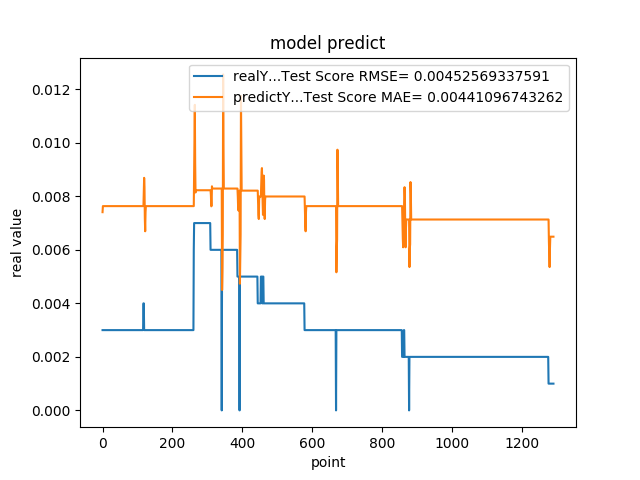 model predict
realY...Test Score RMSE= 0.00452569337591
predictY...Test Score MAE= 0.00441096743262
real value
0.012
0.010
0.008
0.006
0.004
0.002
0.000
0 200 400 600 800 1000 1200
point